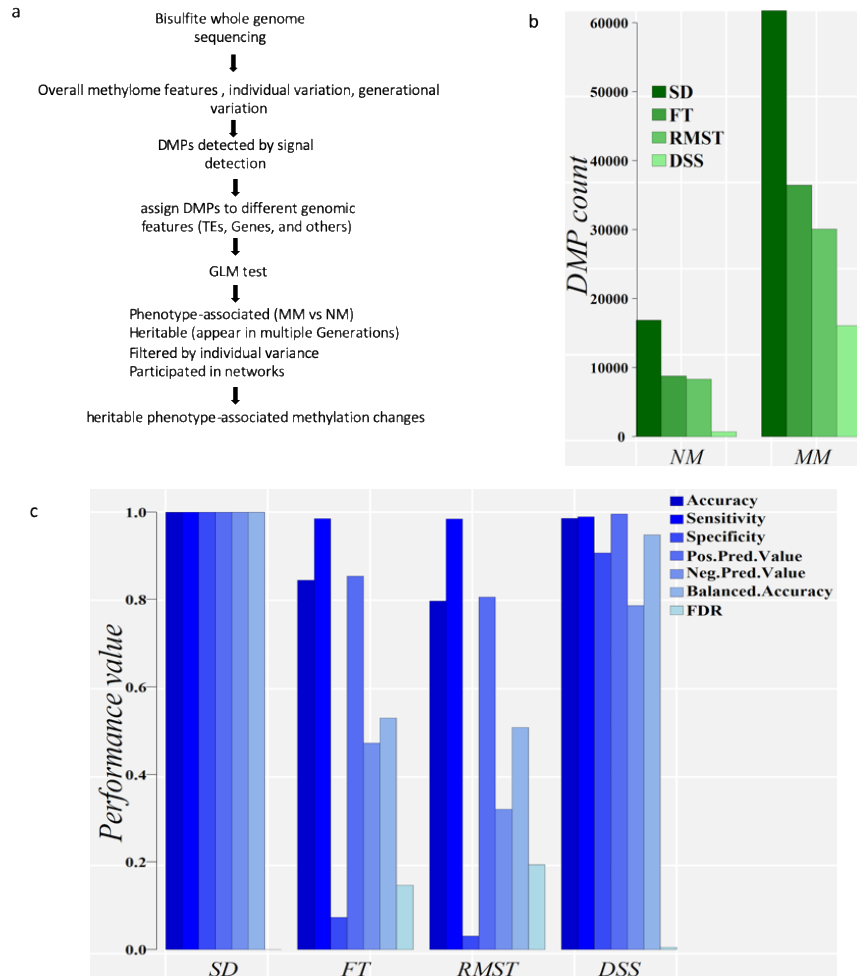 a
Bisulfite whole genome
sequencing
Overall methylome features , individual variation, generational
variation
DMPs detected by signal
detection
assign DMPs to different genomic
features (TEs, Genes, and others)
GLM test
Phenotype-associated (MM vs NM)
Heritable (appear in multiple Generations)
Filtered by individual variance
Participated in networks
heritable phenotype-associated methylation changes
b
DMP count
60000
50000
40000
30000
20000
10000
0
SD
FT
RMST
DSS
NM
MM
c
Performance value
1.0
0.8
0.6
0.4
0.2
0.0
Accuracy
Sensitivity
Specificity
Pos.Pred.Value
Neg.Pred.Value
Balanced.Accuracy
FDR
SD
FT
RMST
DSS